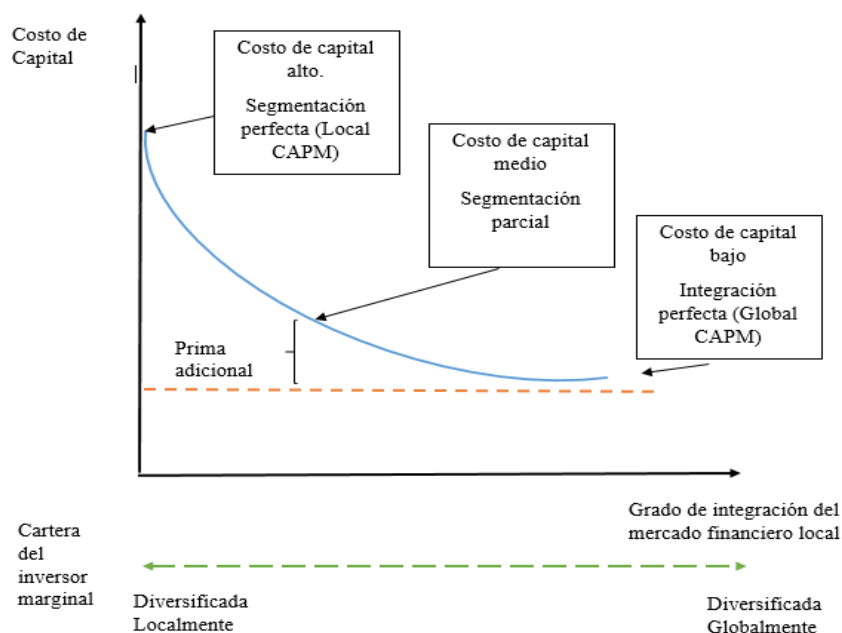 Costo de
Capital
Costo de capital
alto.
Segmentación
perfecta (Local
CAPM)
Costo de capital
medio
Segmentación
parcial
Costo de capital
bajo
Integración
perfecta (Global
CAPM)
Prima
adicional
Grado de integración del
mercado financiero local
Cartera
del
inversor
marginal
Diversificada
Localmente
Diversificada
Globalmente